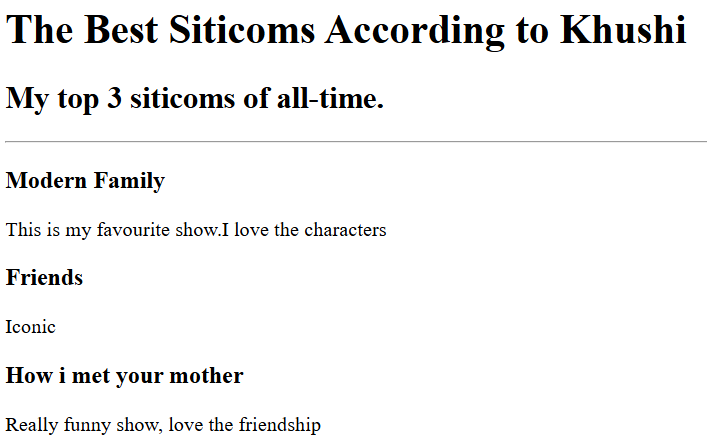 The Best Siticoms According to Khushi
My top 3 siticoms of all-time.
Modern Family
This is my favourite show.I love the characters
Friends
Iconic
How i met your mother
Really funny show, love the friendship